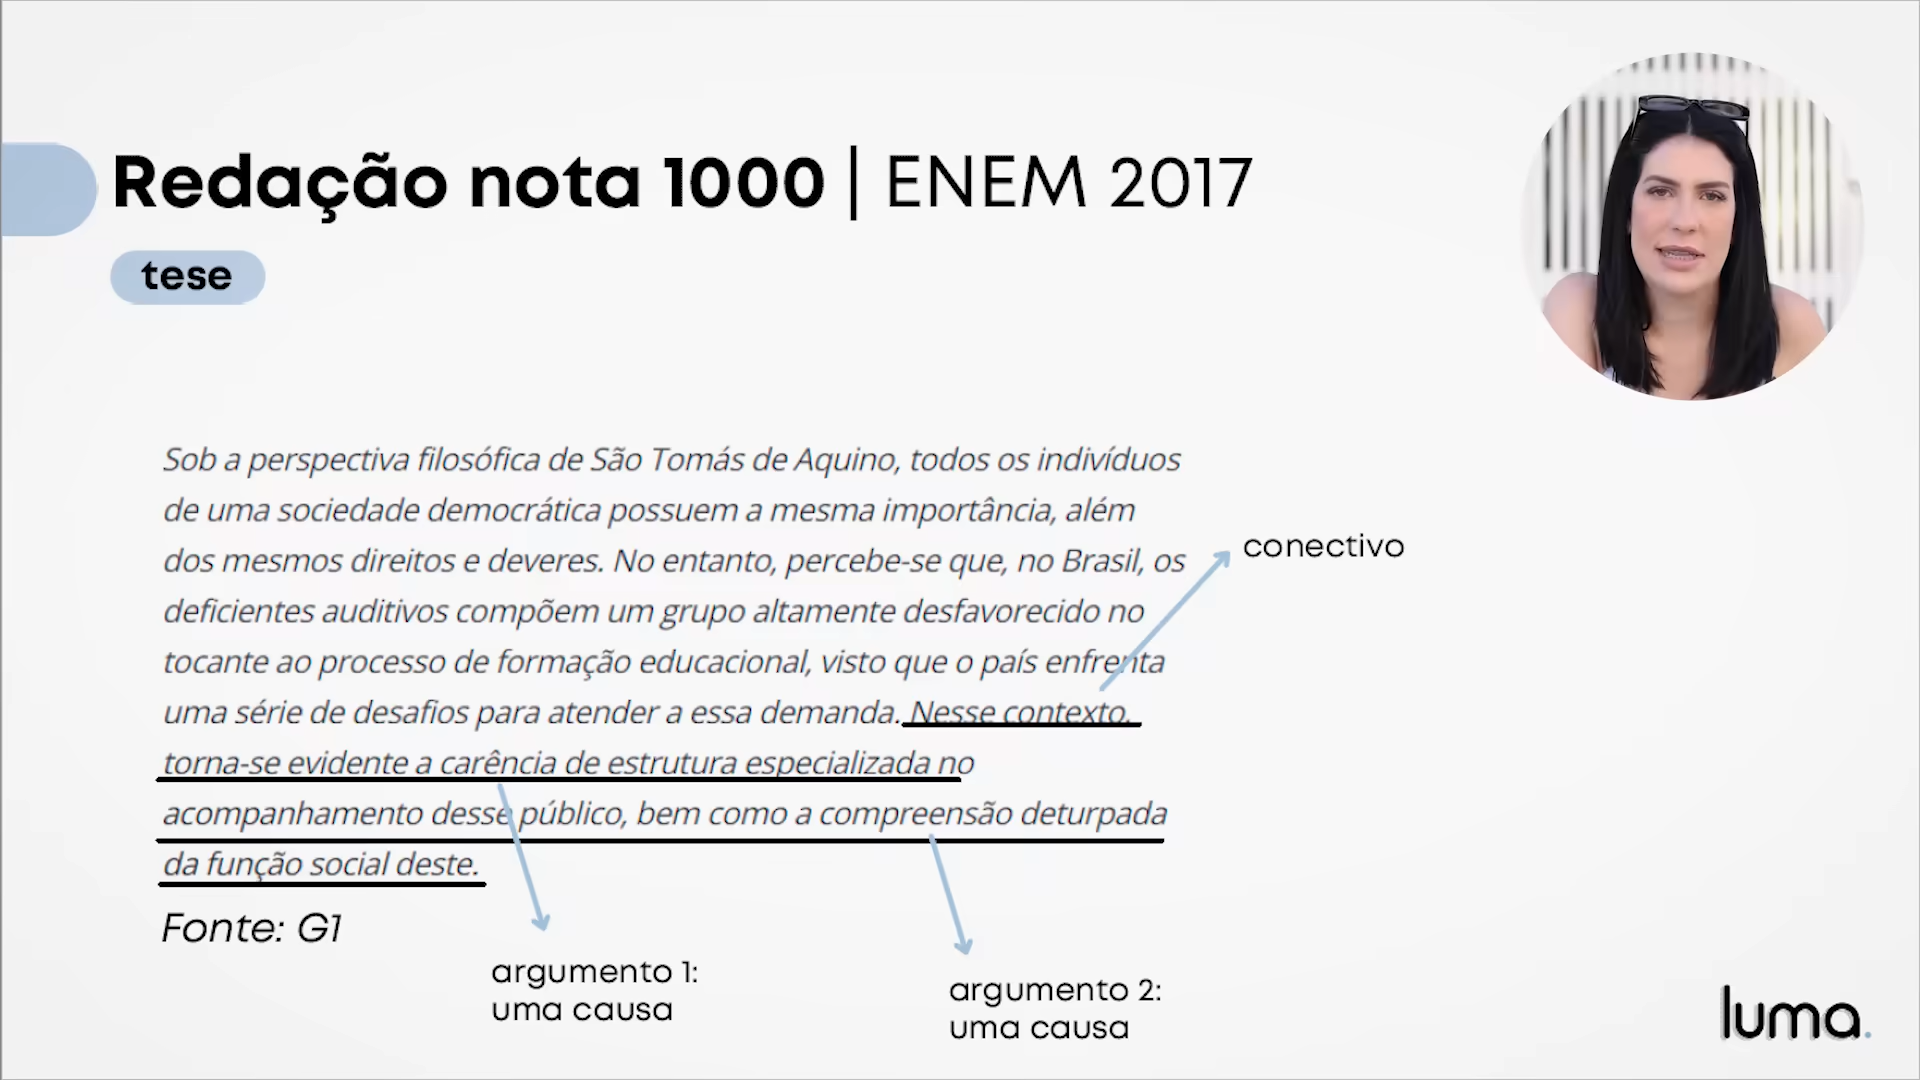 Redação nota 1000 | ENEM 2017
tese
Sob a perspectiva filosófica de São Tomás de Aquino, todos os indivíduos
de uma sociedade democrática possuem a mesma importância, além
dos mesmos direitos e deveres. No entanto, percebe-se que, no Brasil, os
deficientes auditivos compõem um grupo altamente desfavorecido no
tocante ao processo de formação educacional, visto que o país enfrenta
uma série de desafios para atender a essa demanda. Nesse contexto,
torna-se evidente a carência de estrutura especializada no
acompanhamento desse público, bem como a compreensão deturpada
da função social deste.
conectivo
Fonte: G1
argumento 1:
uma causa
argumento 2:
uma causa
luma.